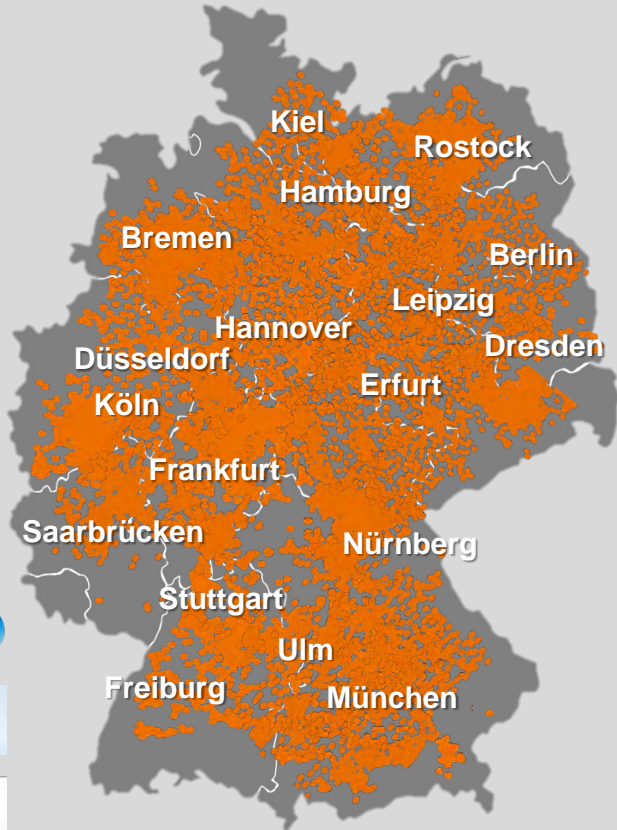 Kiel
Rostock
Hamburg
Bremen
Berlin
Leipzig
Hannover
Dresden
Düsseldorf
Erfurt
Köln
Frankfurt
Saarbrücken
Nürnberg
Stuttgart
Ulm
Freiburg
München